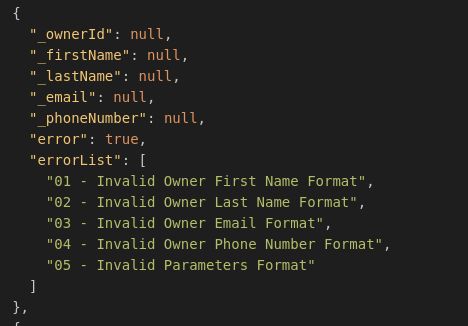 {
"_ownerId": null,
"_firstName": null,
"_lastName": null,
"_email": null,
"_phoneNumber": null,
"error": true,
"errorList": [
"01 - Invalid Owner First Name Format",
"02 - Invalid Owner Last Name Format",
"03 - Invalid Owner Email Format",
"04 - Invalid Owner Phone Number Format",
"05 - Invalid Parameters Format"
]
},
{